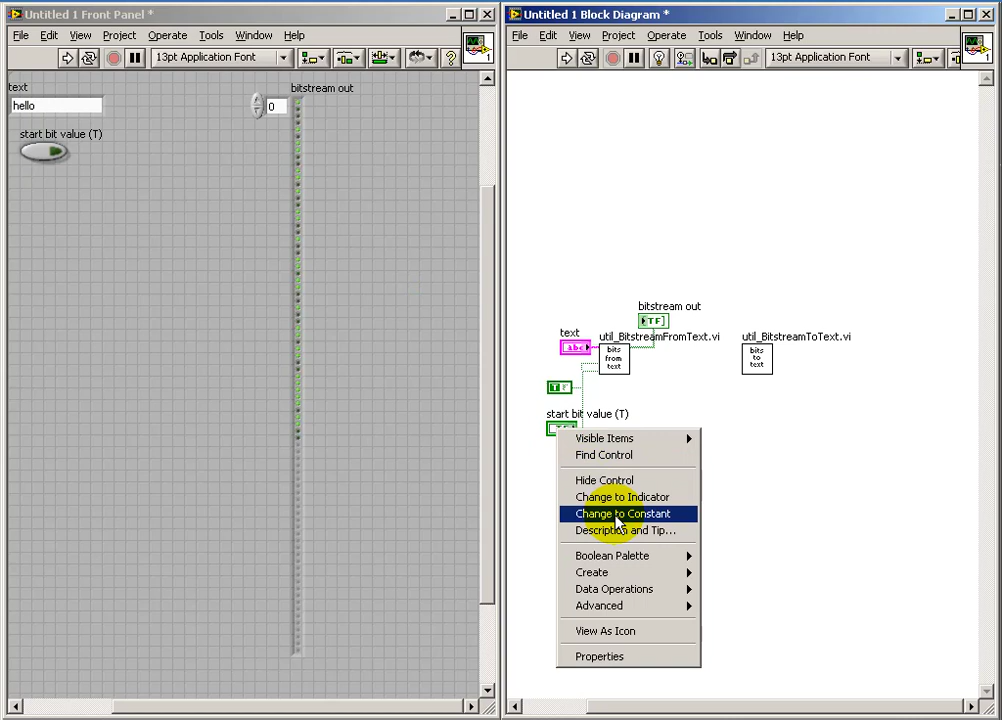 Untitled 1 Front Panel *
File Edit View Project Operate Tools Window Help
13pt Application Font
1
text
hello
start bit value (T)
bitstream out
0
Untitled 1 Block Diagram *
File Edit View Project Operate Tools Window Help
13pt Application Font
1
bitstream out
TF
text
abc
util_BitstreamFromText.vi
bits
from
text
util_BitstreamToText.vi
bits
to
text
T F
start bit value (T)
Visible Items
Find Control
Hide Control
Change to Indicator
Change to Constant
Description and Tip...
Boolean Palette
Create
Data Operations
Advanced
View As Icon
Properties